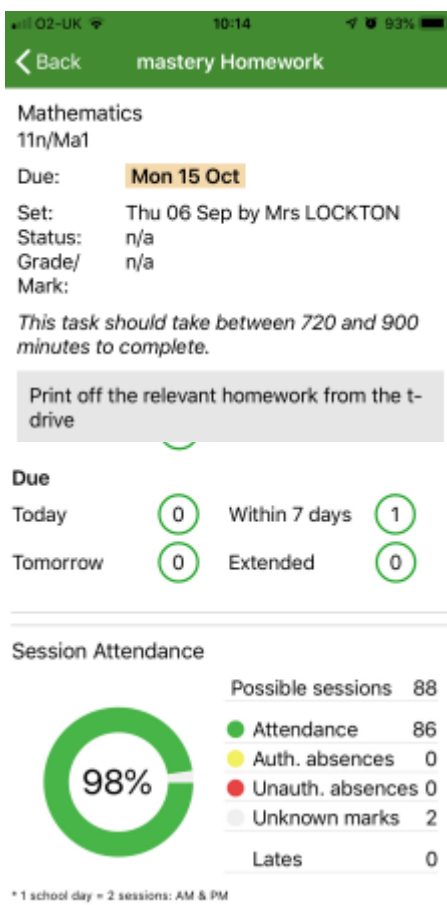 O2-UK 10:14 93%
Back mastery Homework
Mathematics
11n/Ma1
Due: Mon 15 Oct
Set: Thu 06 Sep by Mrs LOCKTON
Status: n/a
Grade/ n/a
Mark:
This task should take between 720 and 900
minutes to complete.
Print off the relevant homework from the t-
drive
Due
Today 0 Within 7 days 1
Tomorrow 0 Extended 0
Session Attendance
Possible sessions 88
Attendance 86
Auth. absences 0
98% Unauth. absences 0
Unknown marks 2
Lates 0
* 1 school day = 2 sessions: AM & PM